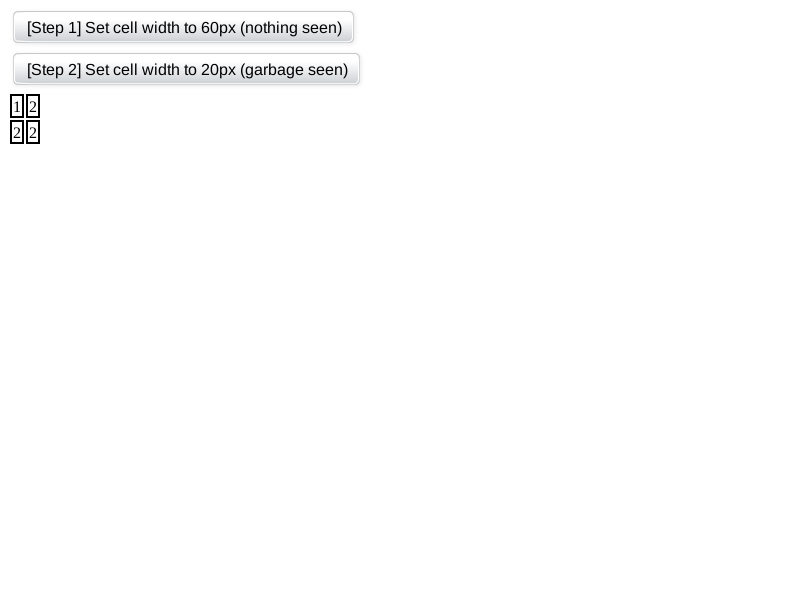 [Step 1] Set cell width to 60px (nothing seen)
[Step 2] Set cell width to 20px (garbage seen)
1 2
2 2